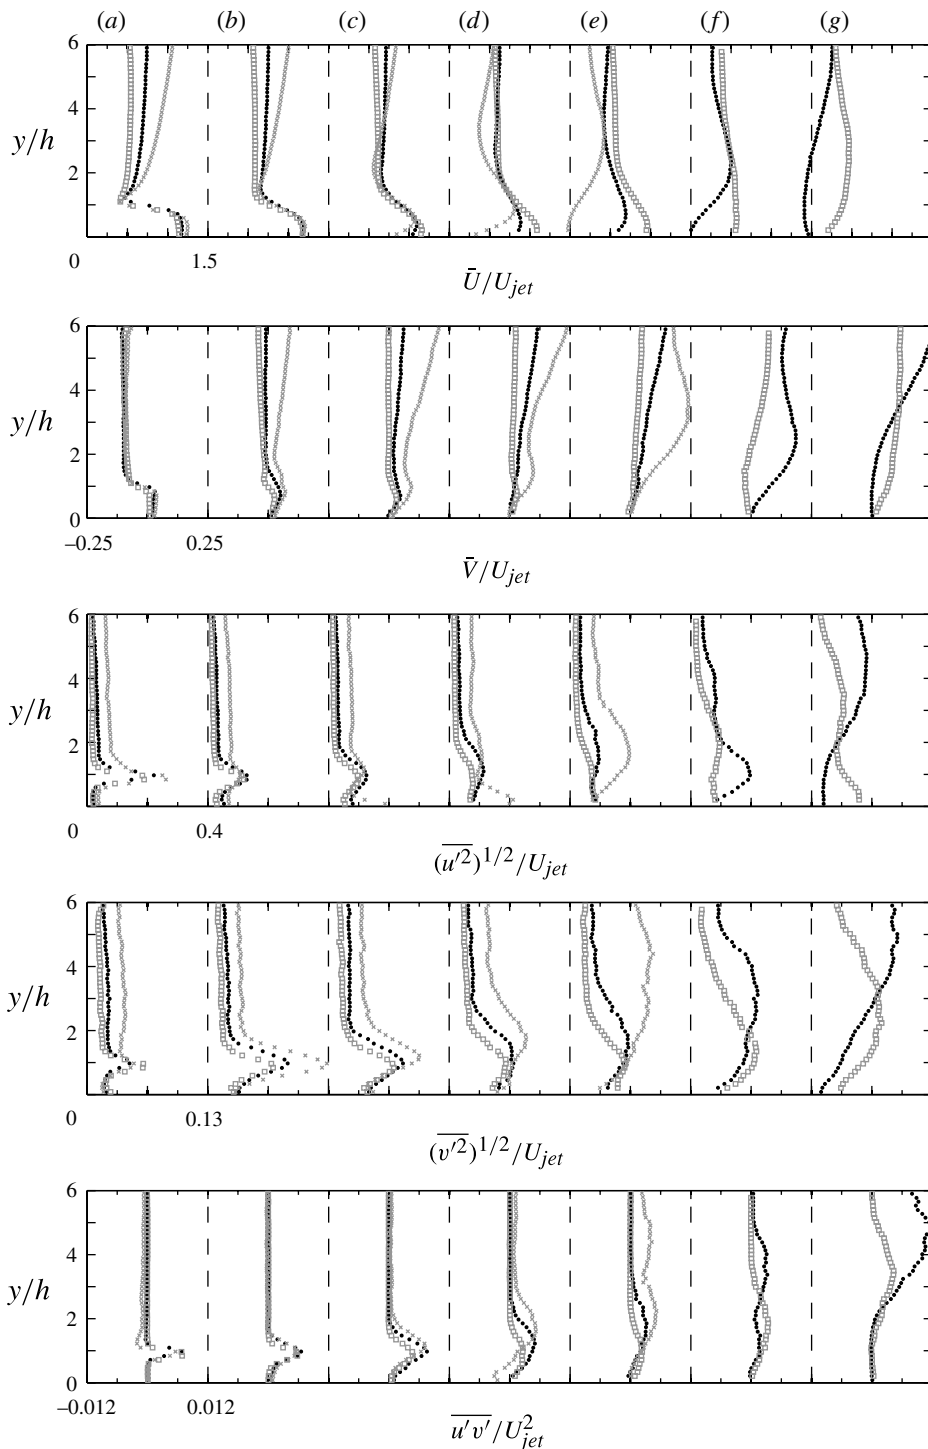 (a) (b) (c) (d) (e) (f) (g)
6
4
y/h
2
0 1.5
Ū/U_jet
6
4
y/h
2
0
–0.25 0.25
V̄/U_jet
6
4
y/h
2
0
0 0.4
(u′²)^1/2/U_jet
6
4
y/h
2
0
0 0.13
(v′²)^1/2/U_jet
6
4
y/h
2
0
–0.012 0.012
u′v′/U²_jet